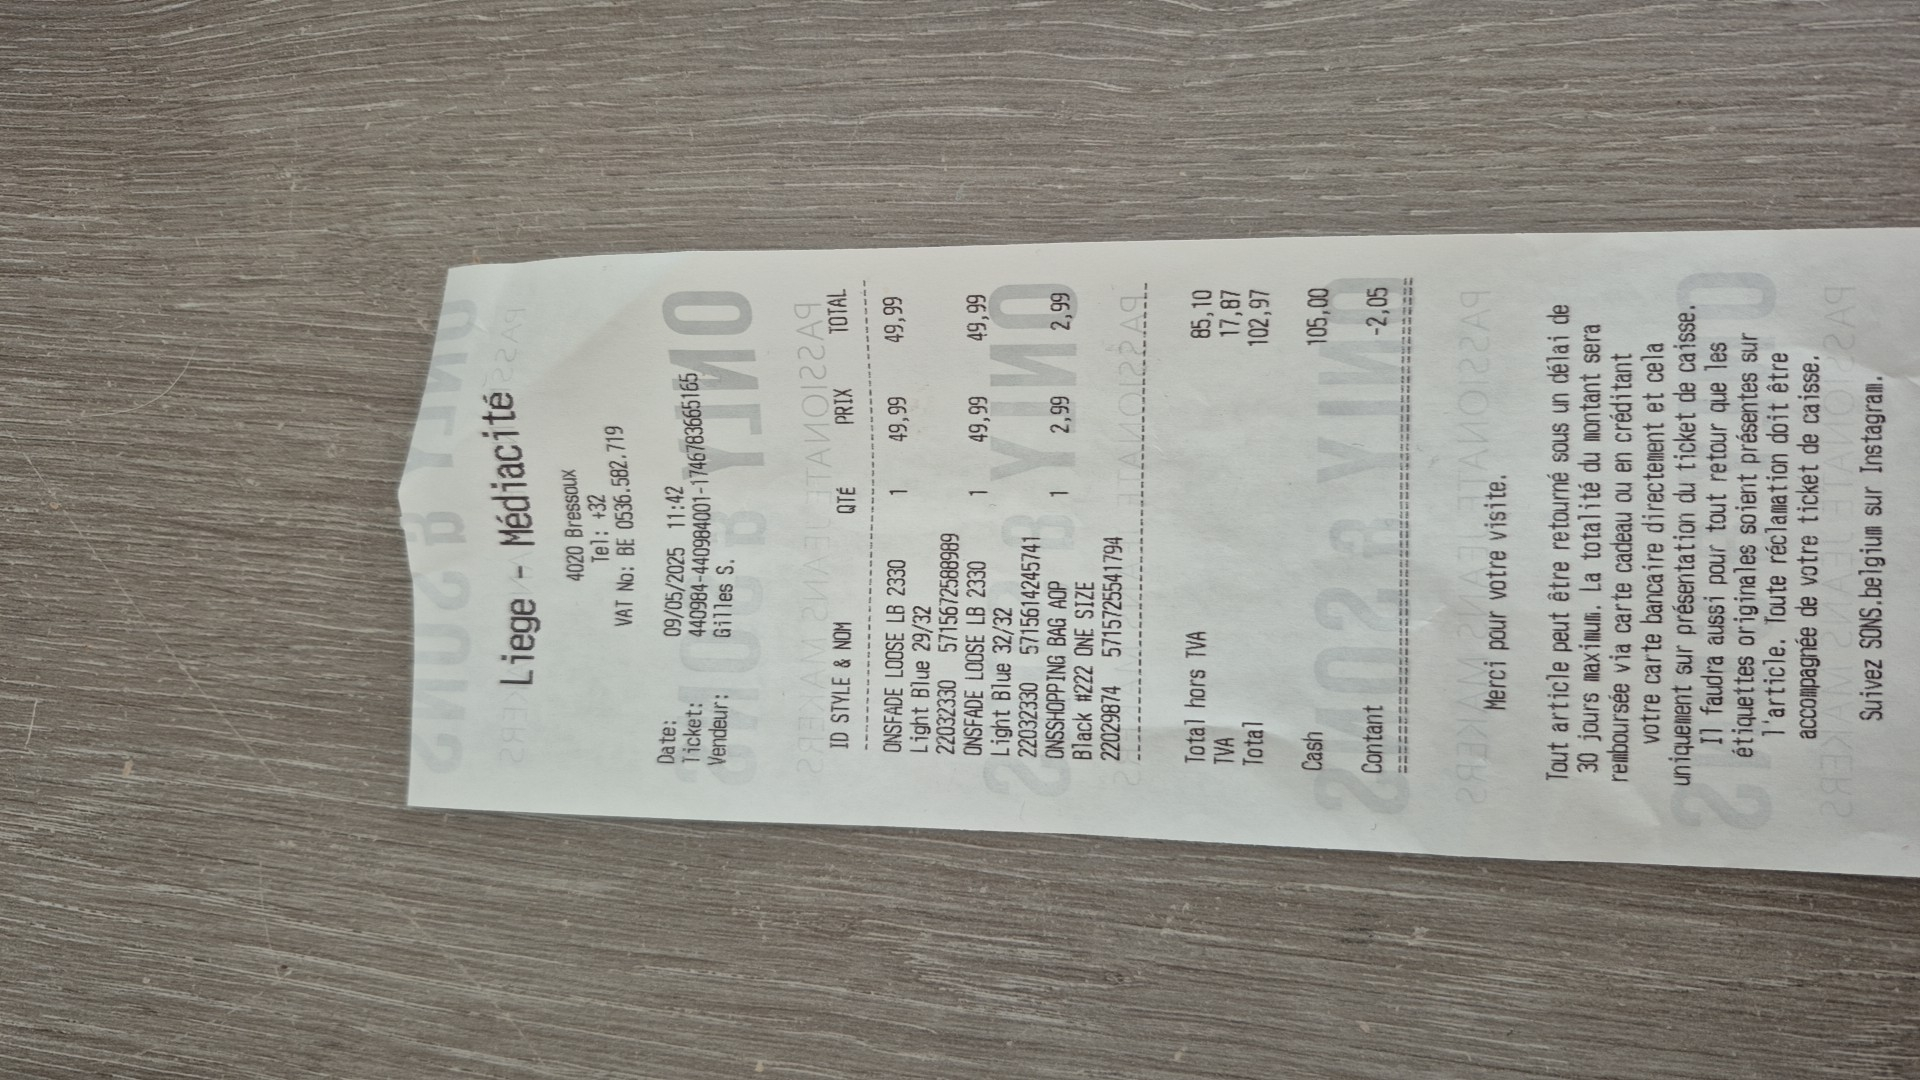 Liege - Médiacité
4020 Bressoux
Tel: +32
VAT No: BE 0536.582.719
Date: 09/05/2025 11:42
Ticket: 440984-440984001-1746783665165
Vendeur: Gilles S.
ID STYLE & NOM QTÉ PRIX TOTAL
ONSFADE LOOSE LB 2330 1 49,99 49,99
Light Blue 29/32
22032330 5715672588989
ONSFADE LOOSE LB 2330 1 49,99 49,99
Light Blue 32/32
22032330 5715614245741
ONSSHOPPING BAG AOP 1 2,99 2,99
Black #222 ONE SIZE
22029874 5715725541794
Total hors TVA 85,10
TVA 17,87
Total 102,97
Cash 105,00
Contant -2,05
Merci pour votre visite.
Tout article peut être retourné sous un délai de
30 jours maximum. La totalité du montant sera
remboursée via carte cadeau ou en créditant
votre carte bancaire directement et cela
uniquement sur présentation du ticket de caisse.
Il faudra aussi pour tout retour que les
étiquettes originales soient présentes sur
l'article. Toute réclamation doit être
accompagnée de votre ticket de caisse.
Suivez SONS.belgium sur Instagram.